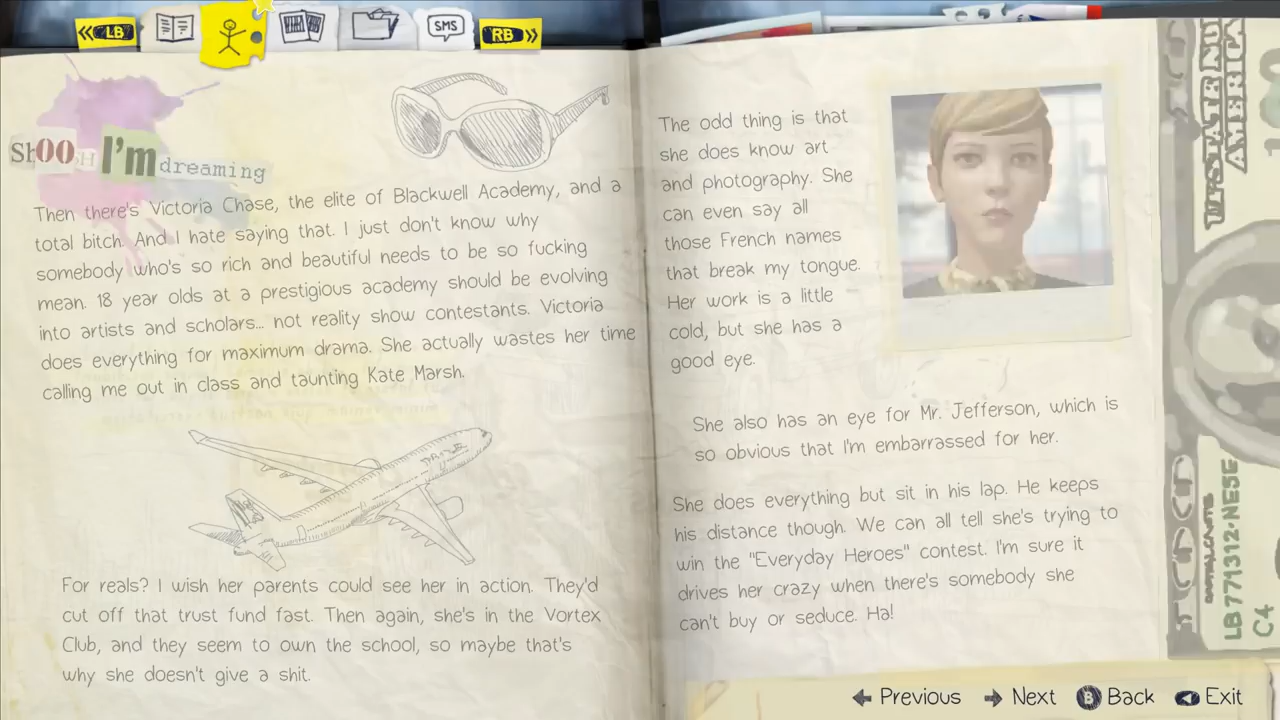 LB
SMS
RB
ShOOSH I'm dreaming
Then there's Victoria Chase, the elite of Blackwell Academy, and a
total bitch. And I hate saying that. I just don't know why
somebody who's so rich and beautiful needs to be so fucking
mean. 18 year olds at a prestigious academy should be evolving
into artists and scholars... not reality show contestants. Victoria
does everything for maximum drama. She actually wastes her time
calling me out in class and taunting Kate Marsh.
For reals? I wish her parents could see her in action. They'd
cut off that trust fund fast. Then again, she's in the Vortex
Club, and they seem to own the school, so maybe that's
why she doesn't give a shit.
The odd thing is that
she does know art
and photography. She
can even say all
those French names
that break my tongue.
Her work is a little
cold, but she has a
good eye.
She also has an eye for Mr. Jefferson, which is
so obvious that I'm embarrassed for her.
She does everything but sit in his lap. He keeps
his distance though. We can all tell she's trying to
win the "Everyday Heroes" contest. I'm sure it
drives her crazy when there's somebody she
can't buy or seduce. Ha!
UPSTATE NU
AMERICA
100
LB771312-NE5E
C4
Previous
Next
B Back
Exit